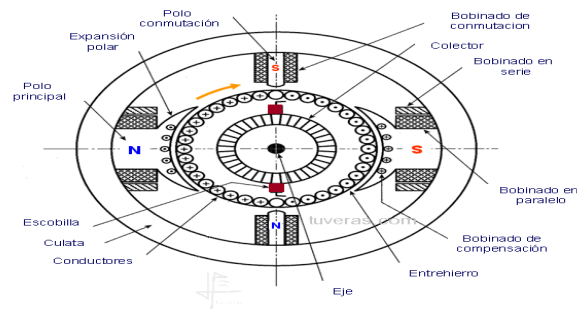 Polo
conmutación
Bobinado de
conmutacion
Expansión
polar
Colector
Bobinado en
serie
Polo
principal
S
N
S
N
Bobinado en
paralelo
Escobilla
tuveras.com
Culata
Bobinado de
compensación
Conductores
Entrehierro
Eje